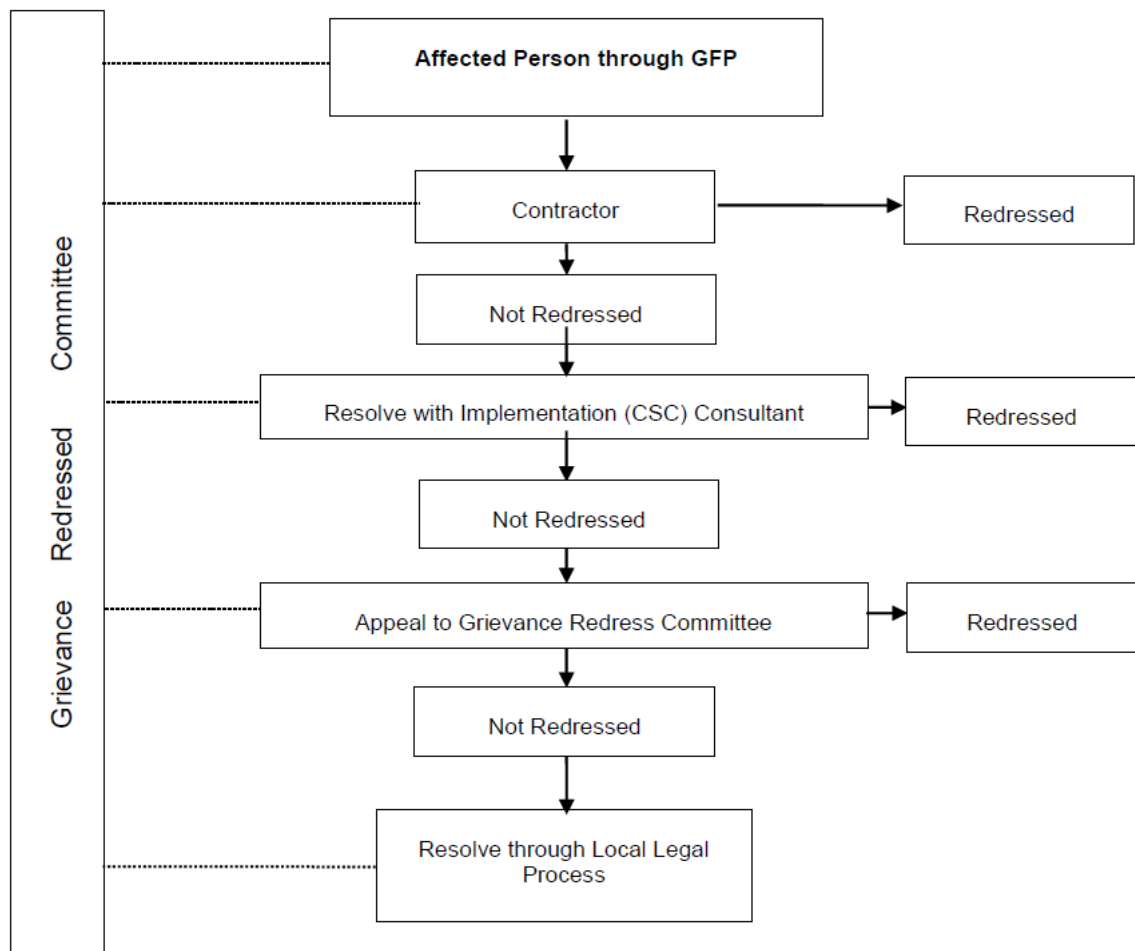 Affected Person through GFP
Contractor
Redressed
Not Redressed
Resolve with Implementation (CSC) Consultant
Redressed
Not Redressed
Appeal to Grievance Redress Committee
Redressed
Not Redressed
Resolve through Local Legal
Process
Grievance Redressed Committee